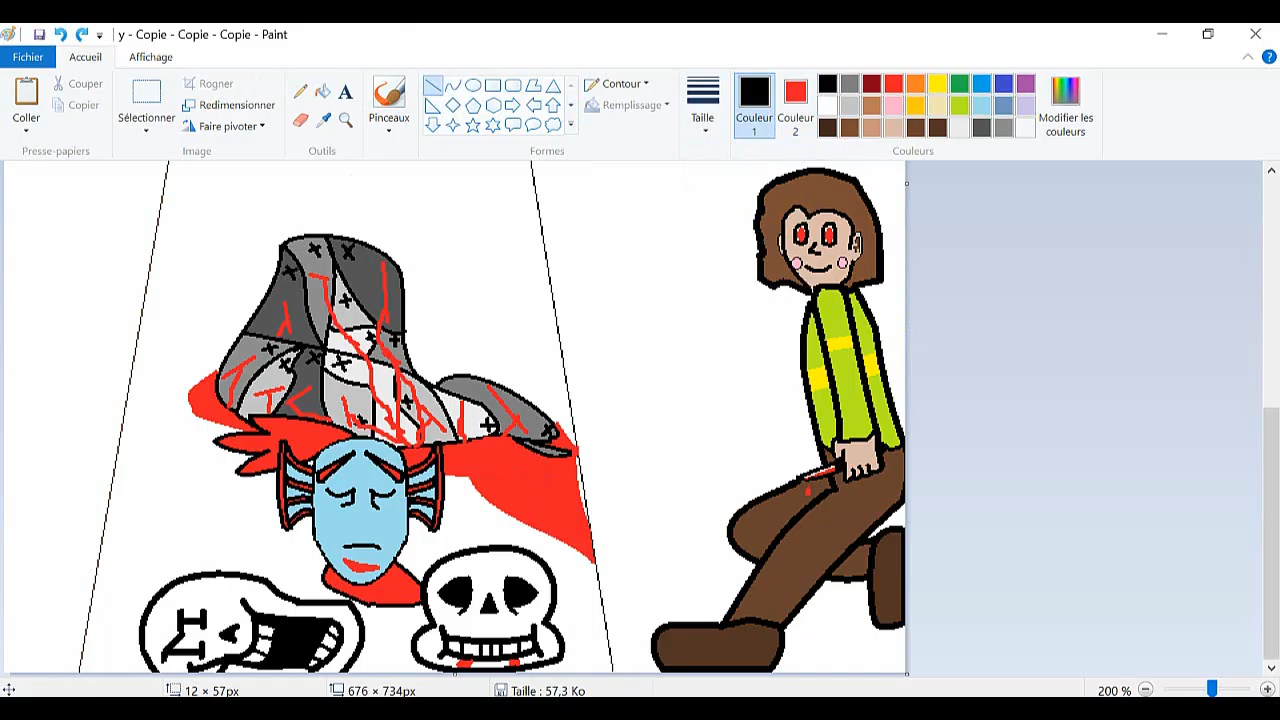 y - Copie - Copie - Copie - Paint
Fichier
Accueil
Affichage
Coller
Couper
Copier
Presse-papiers
Sélectionner
Rogner
Redimensionner
Faire pivoter
Image
A
Outils
Pinceaux
Contour
Remplissage
Formes
Taille
Couleur
1
Couleur
2
Modifier les
couleurs
Couleurs
12 × 57px
676 × 734px
Taille : 57,3 Ko
200 %